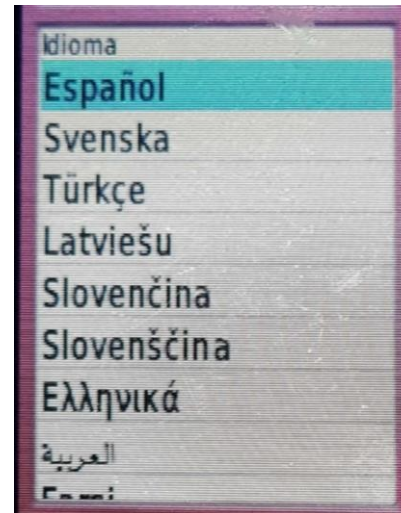 Idioma
Español
Svenska
Türkçe
Latviešu
Slovenčina
Slovenščina
Ελληνικά
العربية